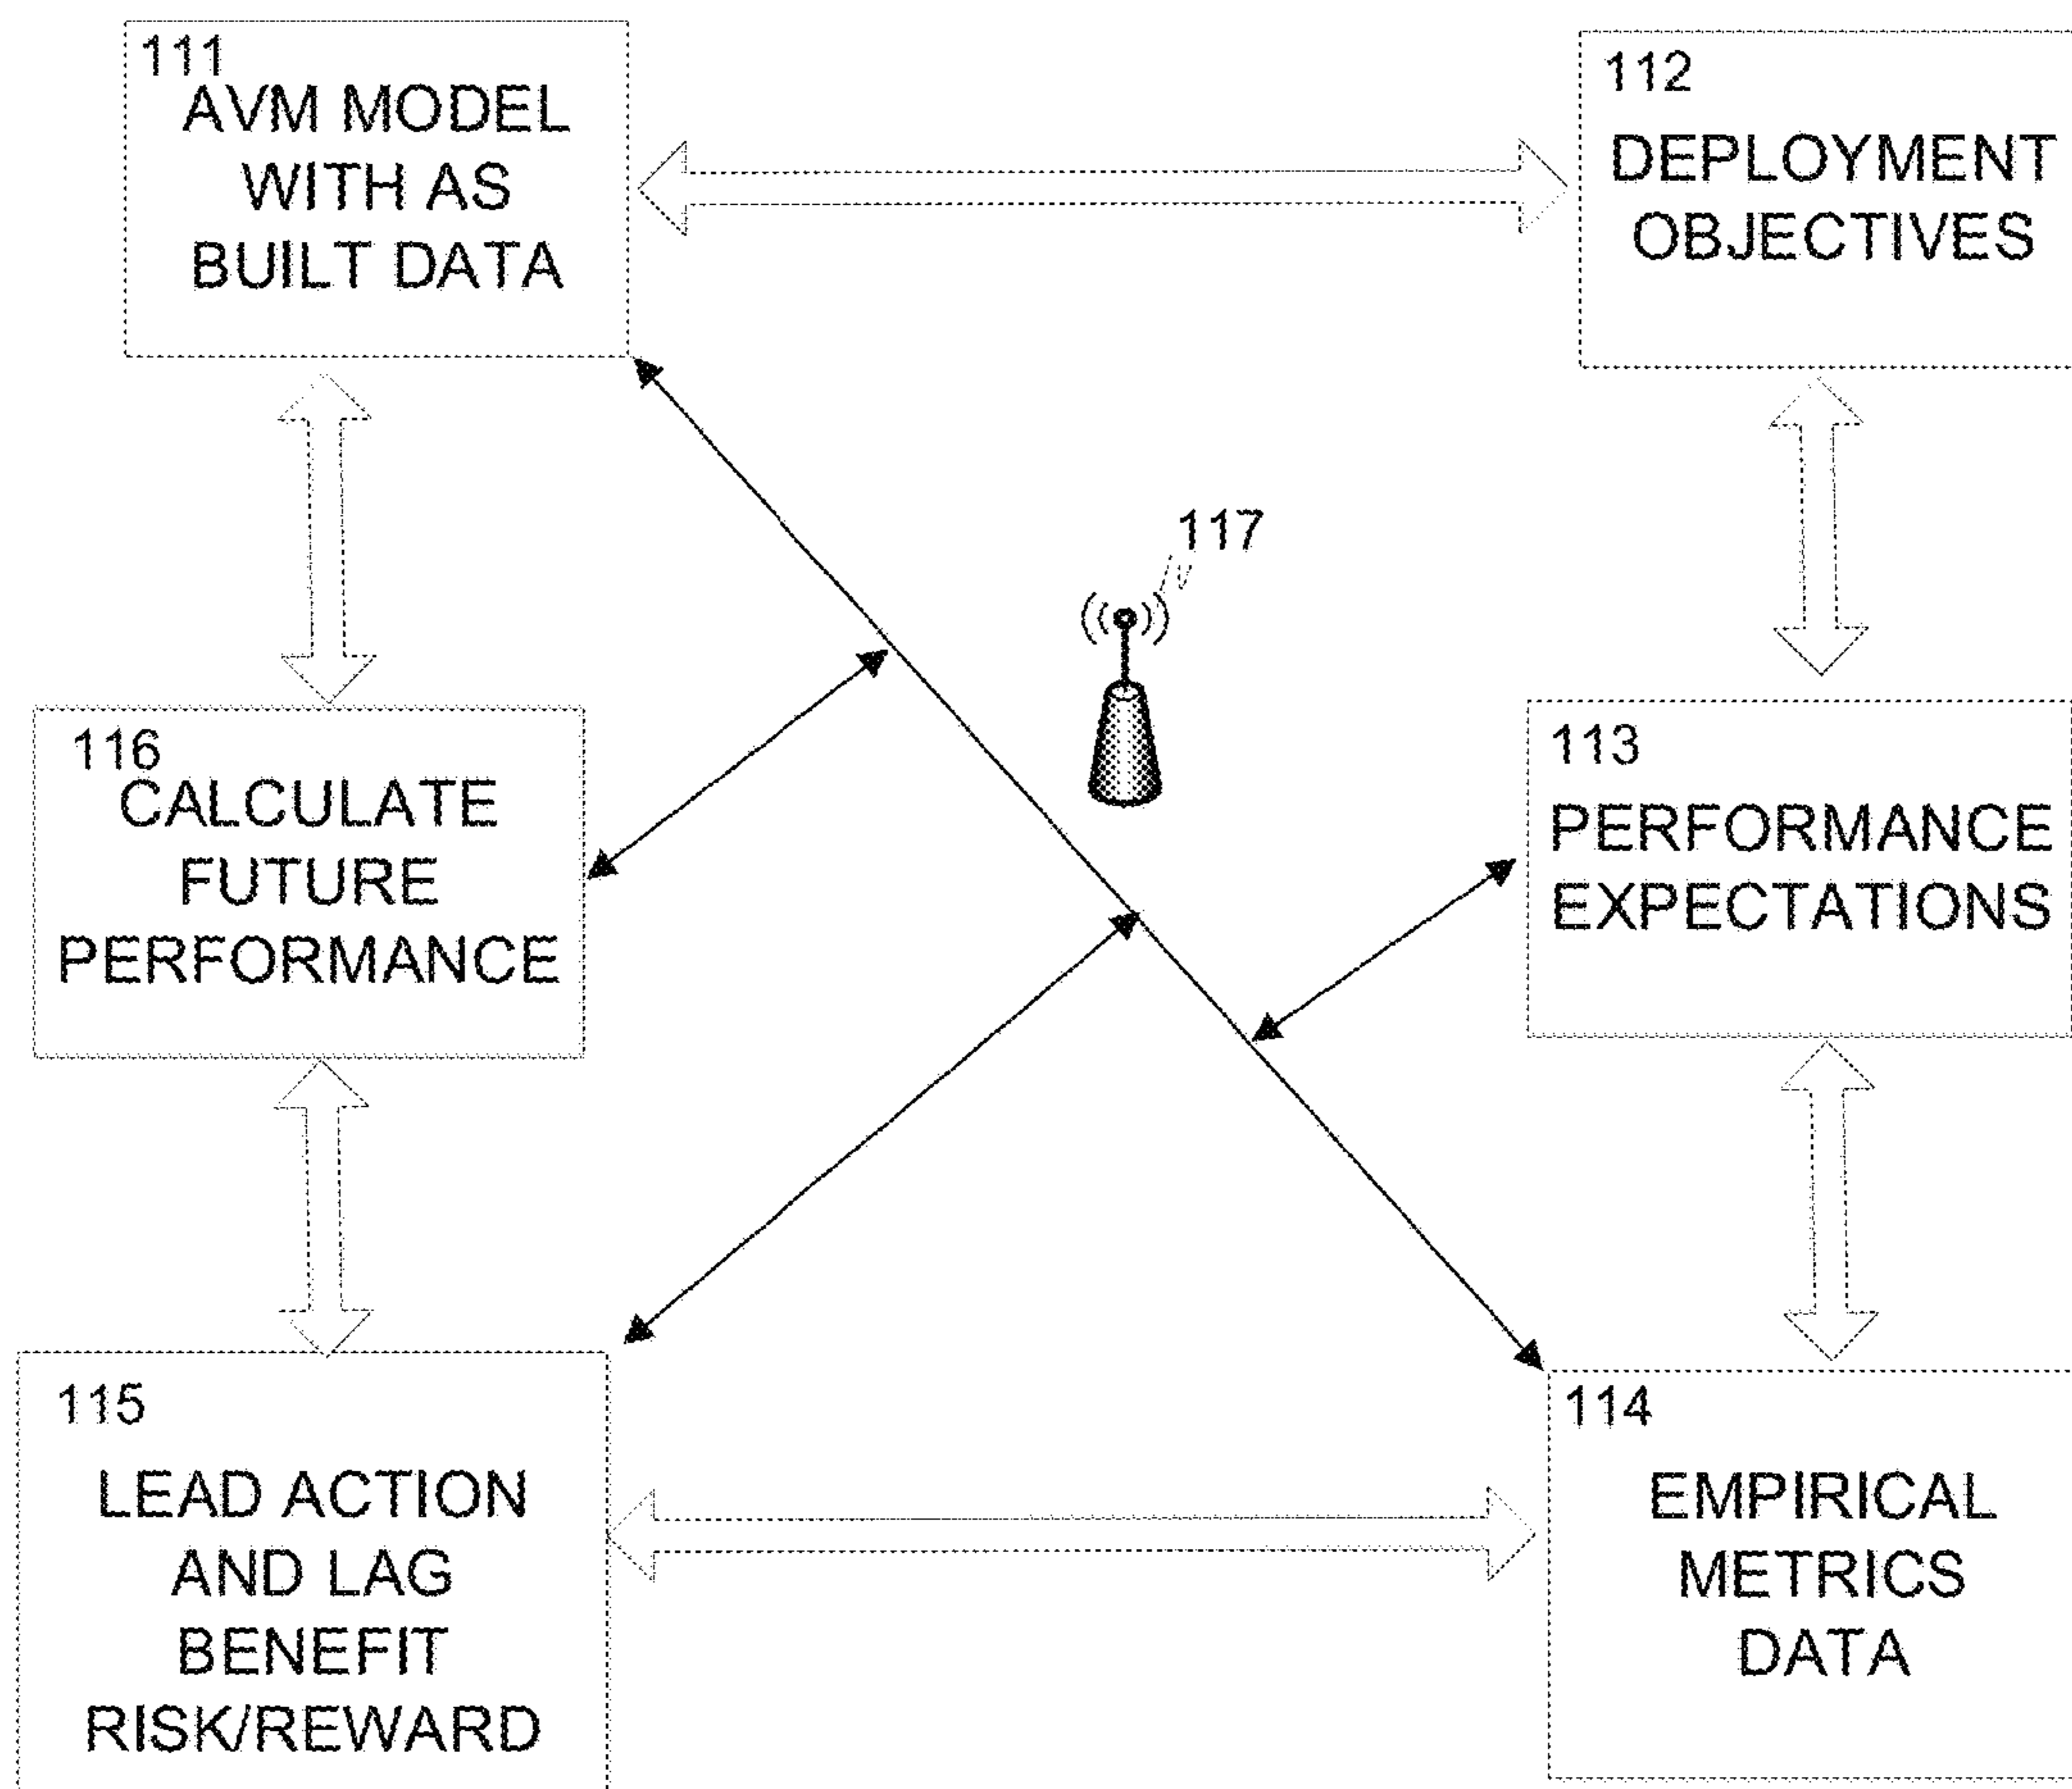 111
AVM MODEL
WITH AS
BUILT DATA
112
DEPLOYMENT
OBJECTIVES
117
116
CALCULATE
FUTURE
PERFORMANCE
113
PERFORMANCE
EXPECTATIONS
115
LEAD ACTION
AND LAG
BENEFIT
RISK/REWARD
114
EMPIRICAL
METRICS
DATA